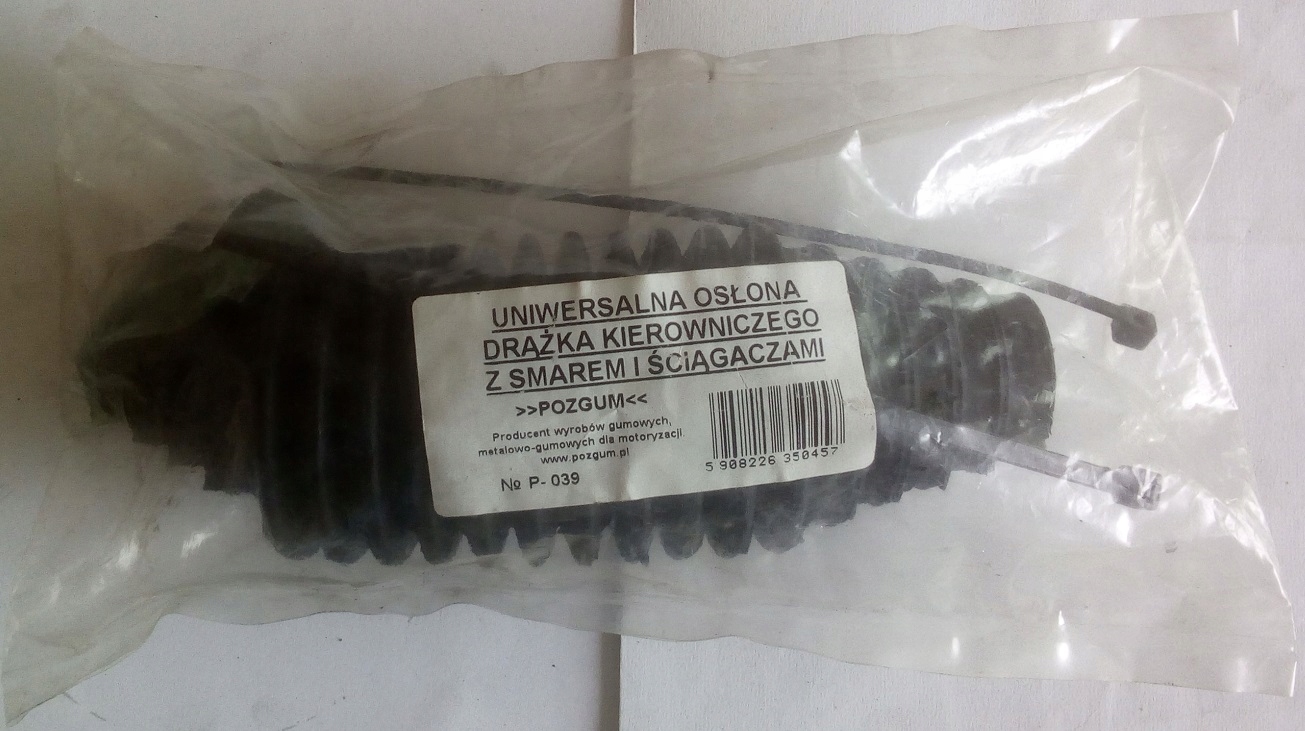 UNIWERSALNA OSŁONA
DRĄŻKA KIEROWNICZEGO
Z SMAREM I ŚCiĄGACZAMI
>>POZGUM<<
Producent wyrobów gumowych,
metalowo-gumowych dla motoryzacji.
www.pozgum.pl
№ P- 039
5 908226 350457